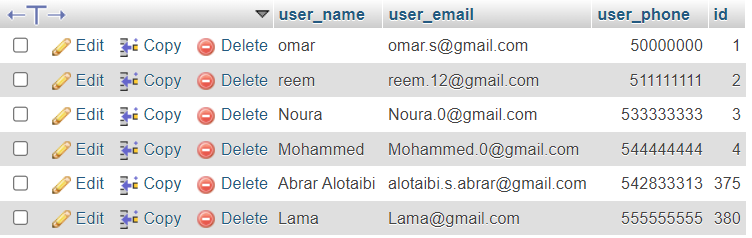 user_name user_email user_phone id
Edit Copy Delete omar omar.s@gmail.com 50000000 1
Edit Copy Delete reem reem.12@gmail.com 511111111 2
Edit Copy Delete Noura Noura.0@gmail.com 533333333 3
Edit Copy Delete Mohammed Mohammed.0@gmail.com 544444444 4
Edit Copy Delete Abrar Alotaibi alotaibi.s.abrar@gmail.com 542833313 375
Edit Copy Delete Lama Lama@gmail.com 555555555 380